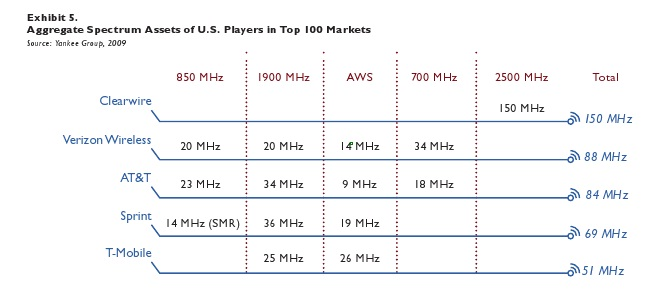 Exhibit 5.
Aggregate Spectrum Assets of U.S. Players in Top 100 Markets
Source: Yankee Group, 2009
850 MHz 1900 MHz AWS 700 MHz 2500 MHz Total
Clearwire 150 MHz 150 MHz
Verizon Wireless 20 MHz 20 MHz 14 MHz 34 MHz 88 MHz
AT&T 23 MHz 34 MHz 9 MHz 18 MHz 84 MHz
Sprint 14 MHz (SMR) 36 MHz 19 MHz 69 MHz
T-Mobile 25 MHz 26 MHz 51 MHz